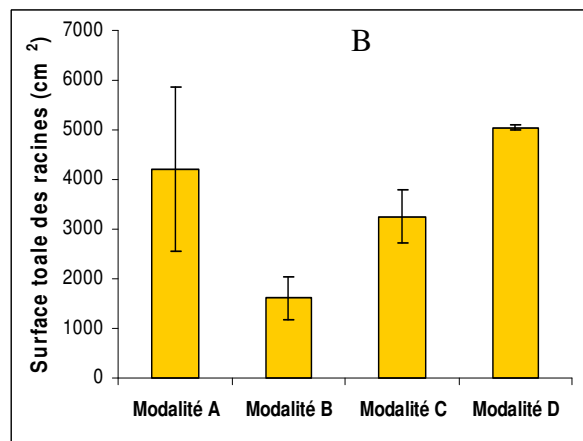 B
Surface toale des racines (cm ²)
7000
6000
5000
4000
3000
2000
1000
0
Modalité A Modalité B Modalité C Modalité D